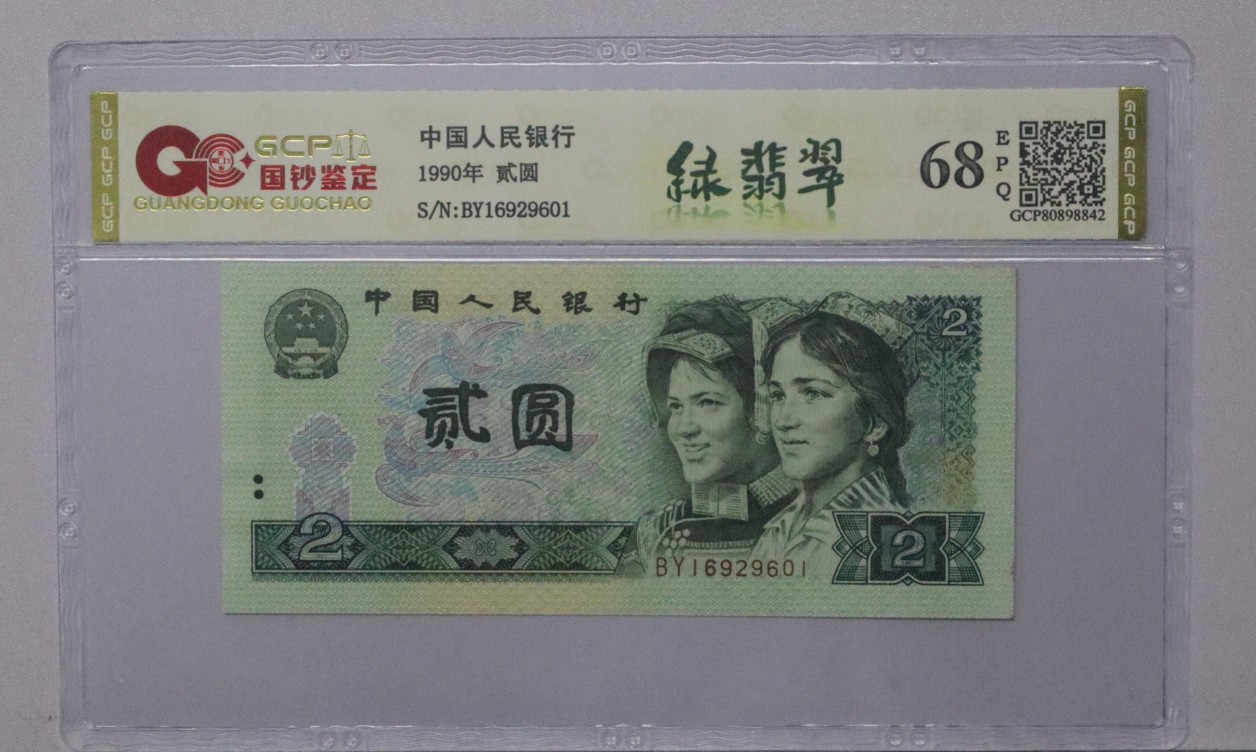 GCP GCP GCP
GCP
国钞鉴定
GUANGDONG GUOCHAO
中国人民银行
1990年 贰圆
S/N:BY16929601
绿翡翠
68
EPQ
GCP80898842
GCP GCP GCP
中国人民银行
2
贰圆
2
2
BY16929601